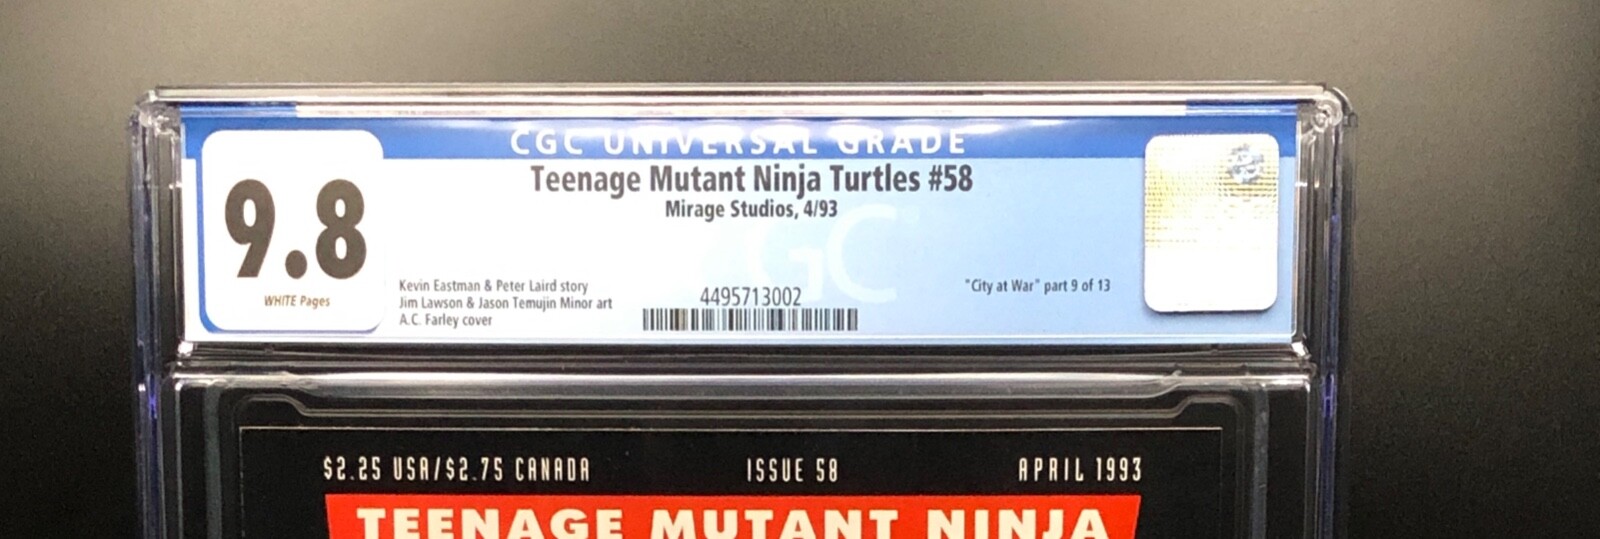 CGC UNIVERSAL GRADE
Teenage Mutant Ninja Turtles #58
Mirage Studios, 4/93
9.8
WHITE Pages
Kevin Eastman & Peter Laird story
Jim Lawson & Jason Temujin Minor art
A.C. Farley cover
CGC
4495713002
"City at War" part 9 of 13
$2.25 USA/$2.75 CANADA
ISSUE 58
APRIL 1993
TEENAGE MUTANT NINJA